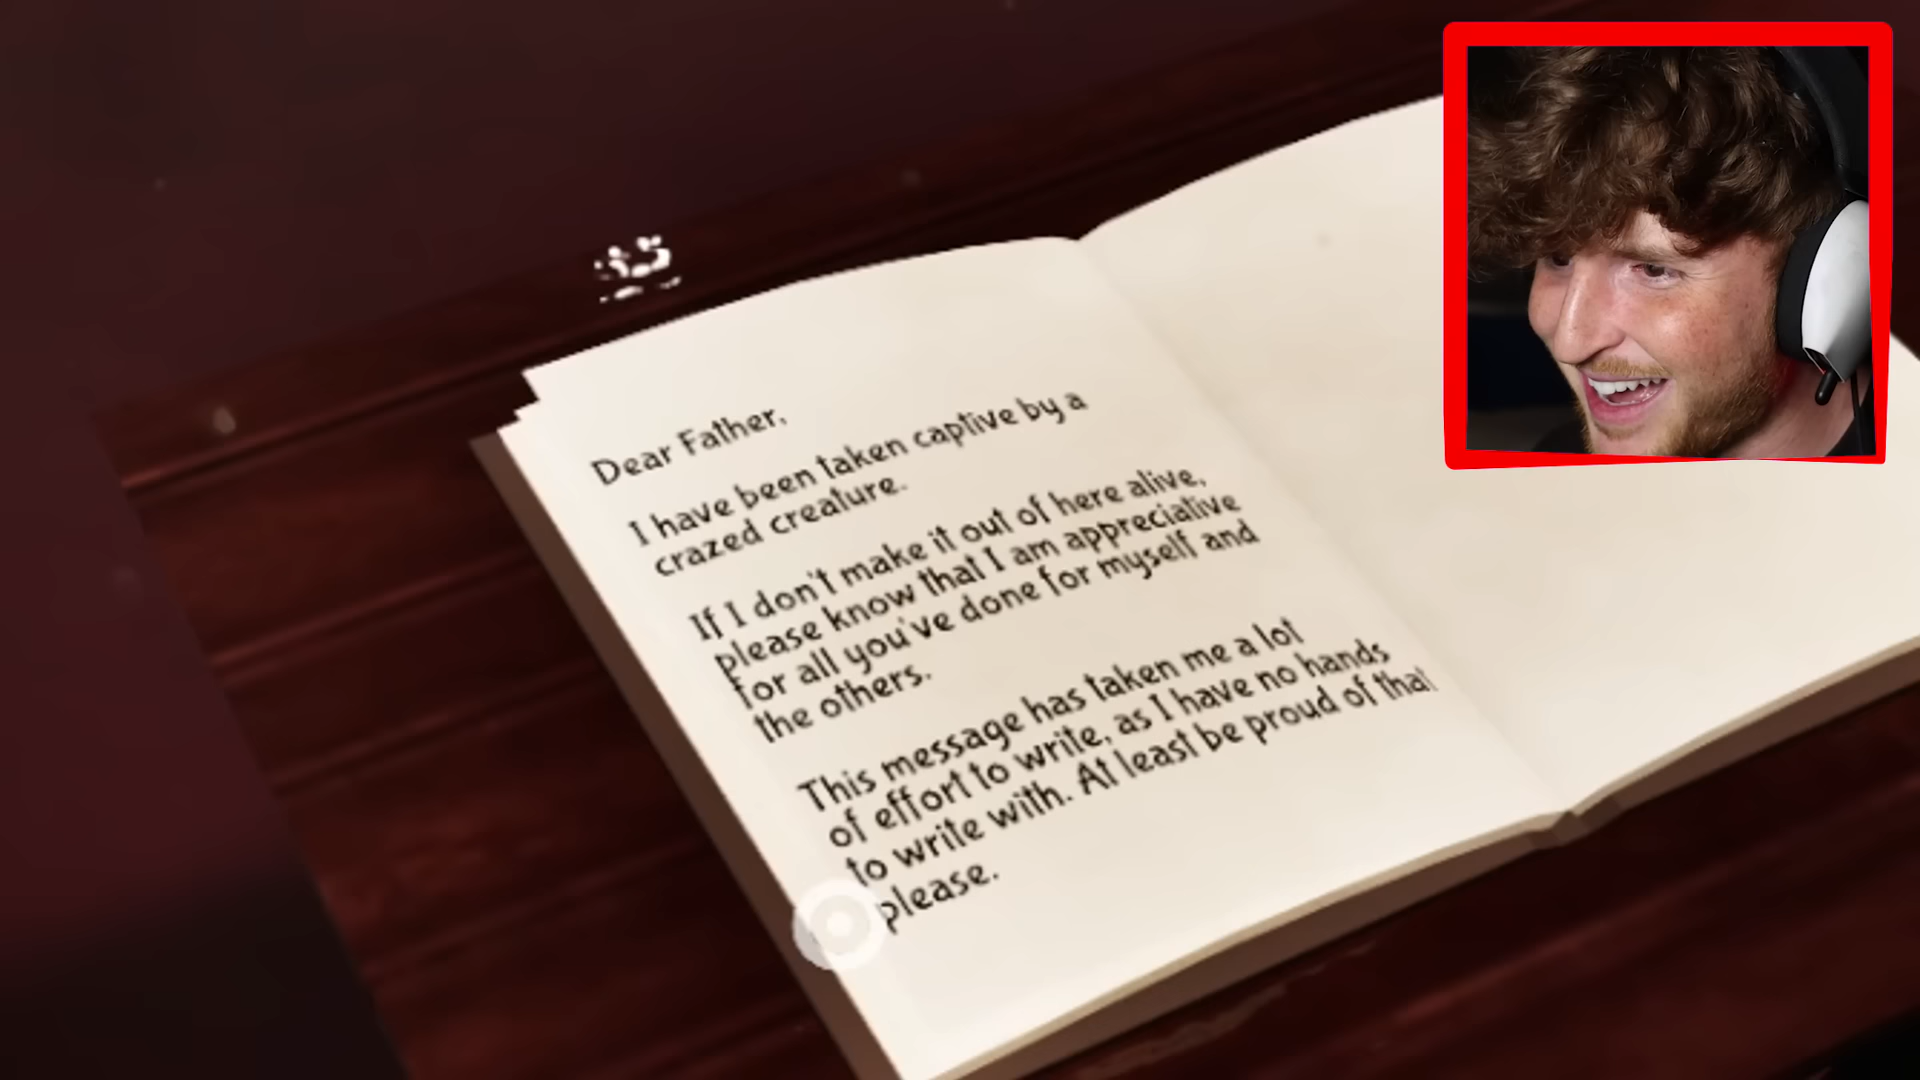 Dear Father,
I have been taken captive by a
crazed creature.
If I don't make it out of here alive,
please know that I am appreciative
for all you've done for myself and
the others.
This message has taken me a lot
of effort to write, as I have no hands
to write with. At least be proud of that
please.